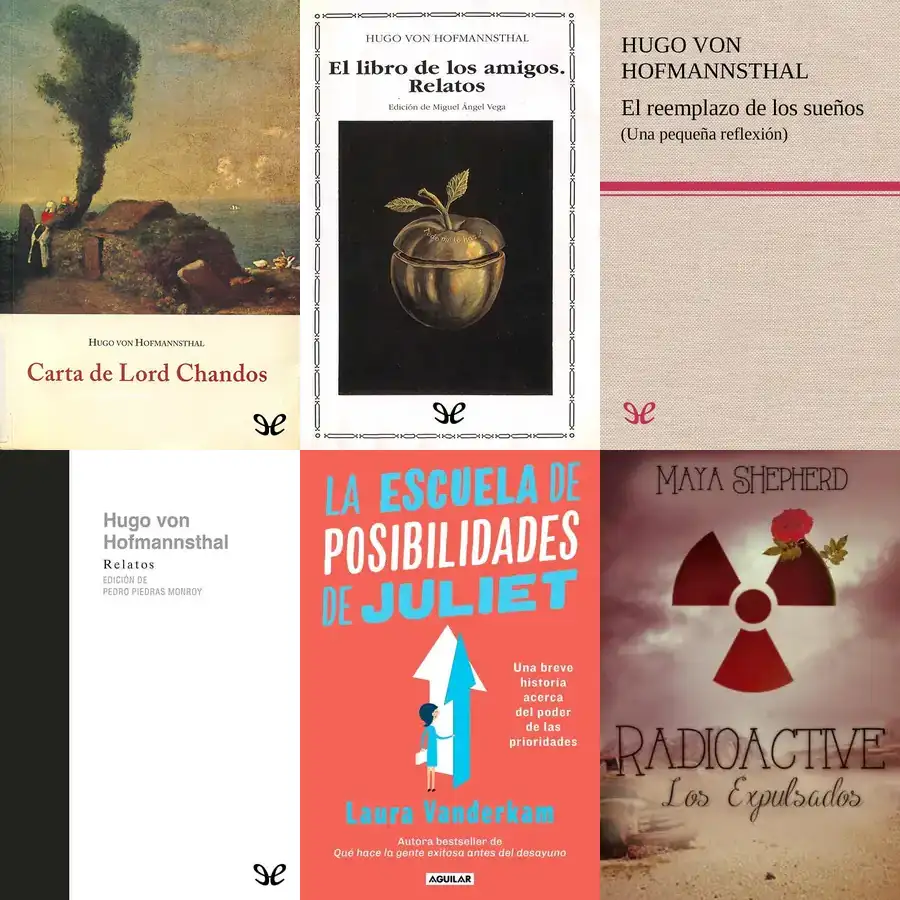 HUGO VON HOFMANNSTHAL
Carta de Lord Chandos
HUGO VON HOFMANNSTHAL
El libro de los amigos.
Relatos
Edición de Miguel Ángel Vega
HUGO VON
HOFMANNSTHAL
El reemplazo de los sueños
(Una pequeña reflexión)
Hugo von
Hofmannsthal
Relatos
EDICIÓN DE
PEDRO PIEDRAS MONROY
LA ESCUELA DE
POSIBILIDADES
DE JULIET
Una breve
historia
acerca
del poder
de las
prioridades
Laura Vanderkam
Autora bestseller de
Qué hace la gente exitosa antes del desayuno
AGUILAR
MAYA SHEPHERD
RADIOACTIVE
Los Expulsados